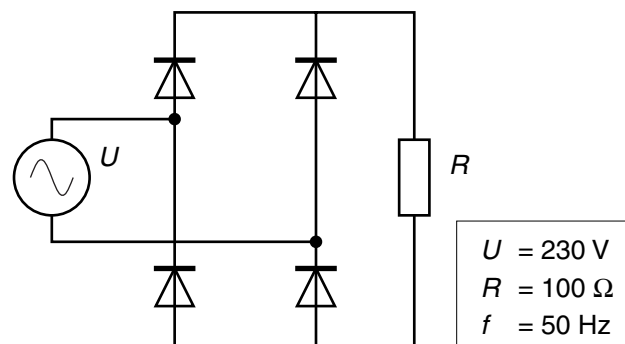 U
R
U = 230 V
R = 100 Ω
f = 50 Hz